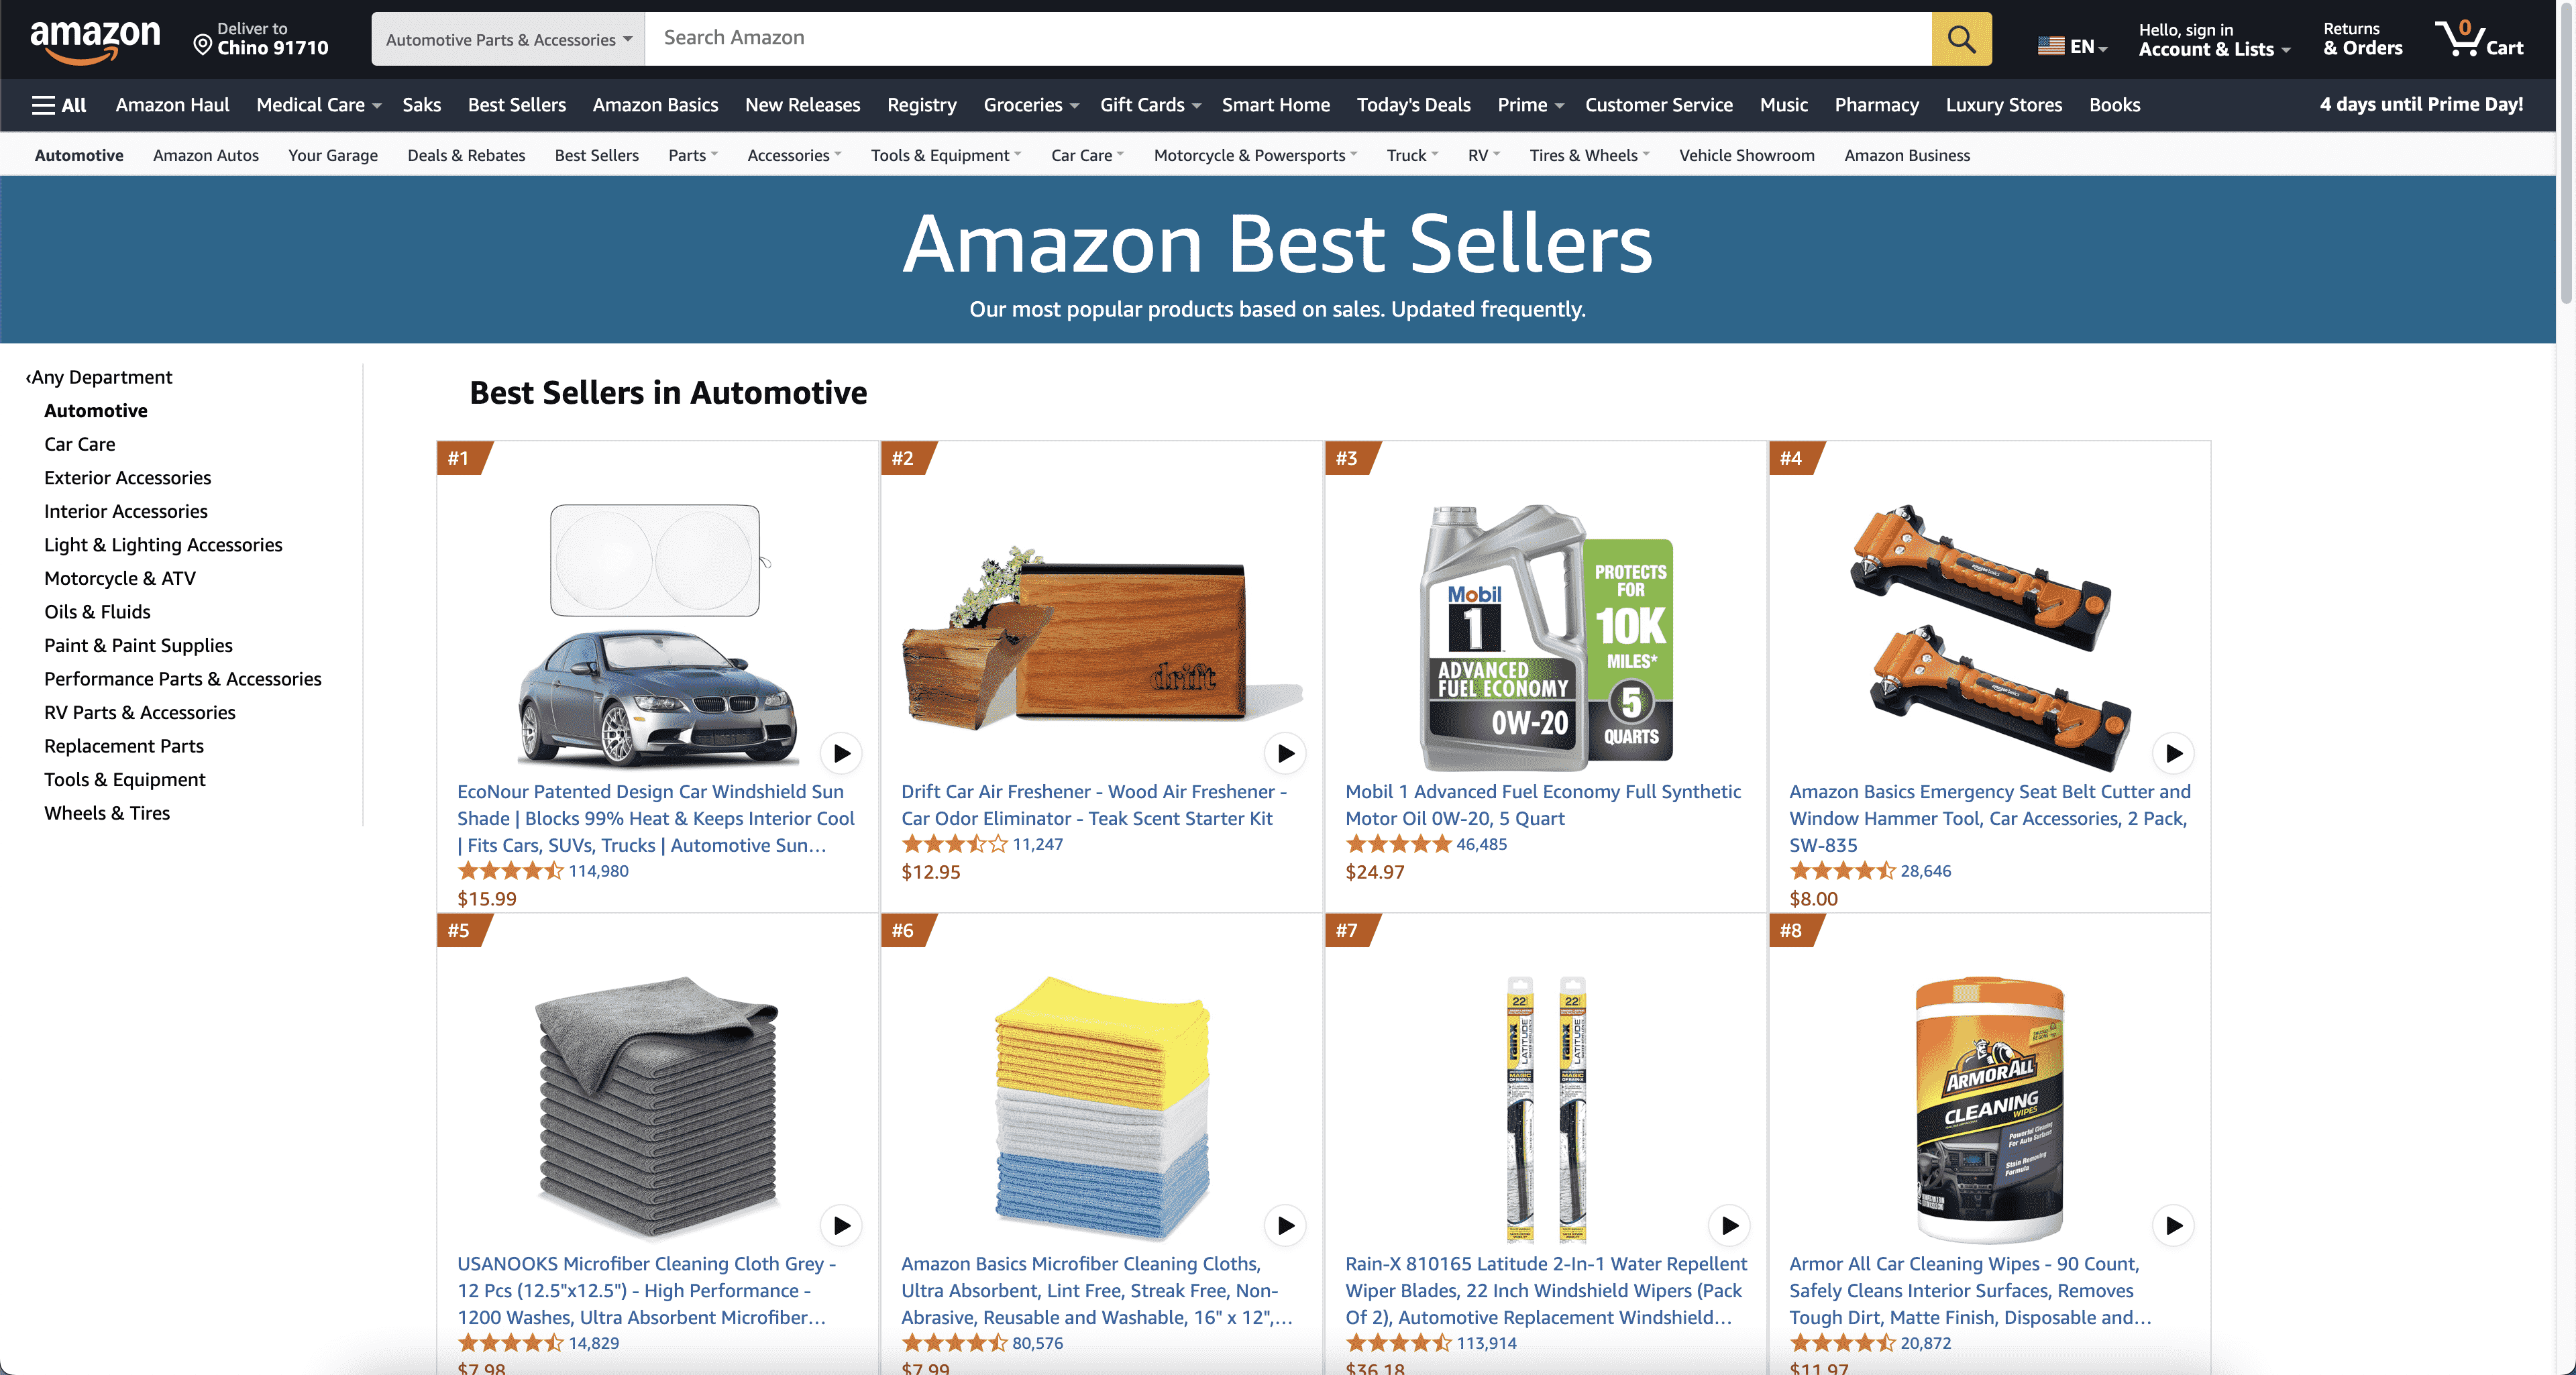 amazon
Deliver to
Chino 91710
Automotive Parts & Accessories
Search Amazon
EN
Hello, sign in
Account & Lists
Returns
& Orders
0
Cart
All
Amazon Haul
Medical Care
Saks
Best Sellers
Amazon Basics
New Releases
Registry
Groceries
Gift Cards
Smart Home
Today's Deals
Prime
Customer Service
Music
Pharmacy
Luxury Stores
Books
4 days until Prime Day!
Automotive
Amazon Autos
Your Garage
Deals & Rebates
Best Sellers
Parts
Accessories
Tools & Equipment
Car Care
Motorcycle & Powersports
Truck
RV
Tires & Wheels
Vehicle Showroom
Amazon Business
Amazon Best Sellers
Our most popular products based on sales. Updated frequently.
‹Any Department
Automotive
Car Care
Exterior Accessories
Interior Accessories
Light & Lighting Accessories
Motorcycle & ATV
Oils & Fluids
Paint & Paint Supplies
Performance Parts & Accessories
RV Parts & Accessories
Replacement Parts
Tools & Equipment
Wheels & Tires
Best Sellers in Automotive
#1
EcoNour Patented Design Car Windshield Sun
Shade | Blocks 99% Heat & Keeps Interior Cool
| Fits Cars, SUVs, Trucks | Automotive Sun...
114,980
$15.99
#2
drift
Drift Car Air Freshener - Wood Air Freshener -
Car Odor Eliminator - Teak Scent Starter Kit
11,247
$12.95
#3
Mobil
1
ADVANCED
FUEL ECONOMY
0W-20
PROTECTS
FOR
10K
MILES*
5
QUARTS
Mobil 1 Advanced Fuel Economy Full Synthetic
Motor Oil 0W-20, 5 Quart
46,485
$24.97
#4
Amazon Basics Emergency Seat Belt Cutter and
Window Hammer Tool, Car Accessories, 2 Pack,
SW-835
28,646
$8.00
#5
USANOOKS Microfiber Cleaning Cloth Grey -
12 Pcs (12.5"x12.5") - High Performance -
1200 Washes, Ultra Absorbent Microfiber...
14,829
$7.98
#6
Amazon Basics Microfiber Cleaning Cloths,
Ultra Absorbent, Lint Free, Streak Free, Non-
Abrasive, Reusable and Washable, 16" x 12",...
80,576
$7.99
#7
22
22
rain-x
LATITUDE
rain-x
LATITUDE
Rain-X 810165 Latitude 2-In-1 Water Repellent
Wiper Blades, 22 Inch Windshield Wipers (Pack
Of 2), Automotive Replacement Windshield...
113,914
$36.18
#8
ARMOR ALL
CLEANING
WIPES
Powerful Cleaning
For Auto Surfaces
Stain Removing
Formula
Armor All Car Cleaning Wipes - 90 Count,
Safely Cleans Interior Surfaces, Removes
Tough Dirt, Matte Finish, Disposable and...
20,872
$11.97